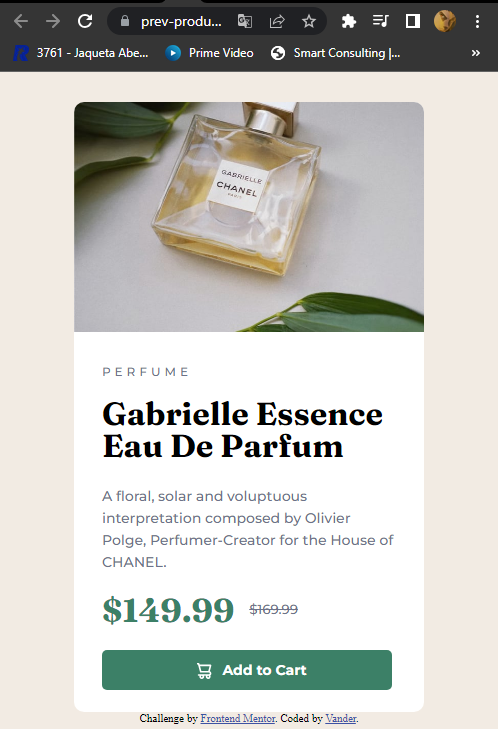 prev-produ...
3761 - Jaqueta Abe... Prime Video Smart Consulting |... »
GABRIELLE
CHANEL
PARIS
PERFUME
Gabrielle Essence
Eau De Parfum
A floral, solar and voluptuous
interpretation composed by Olivier
Polge, Perfumer-Creator for the House of
CHANEL.
$149.99 $169.99
Add to Cart
Challenge by Frontend Mentor. Coded by Vander.